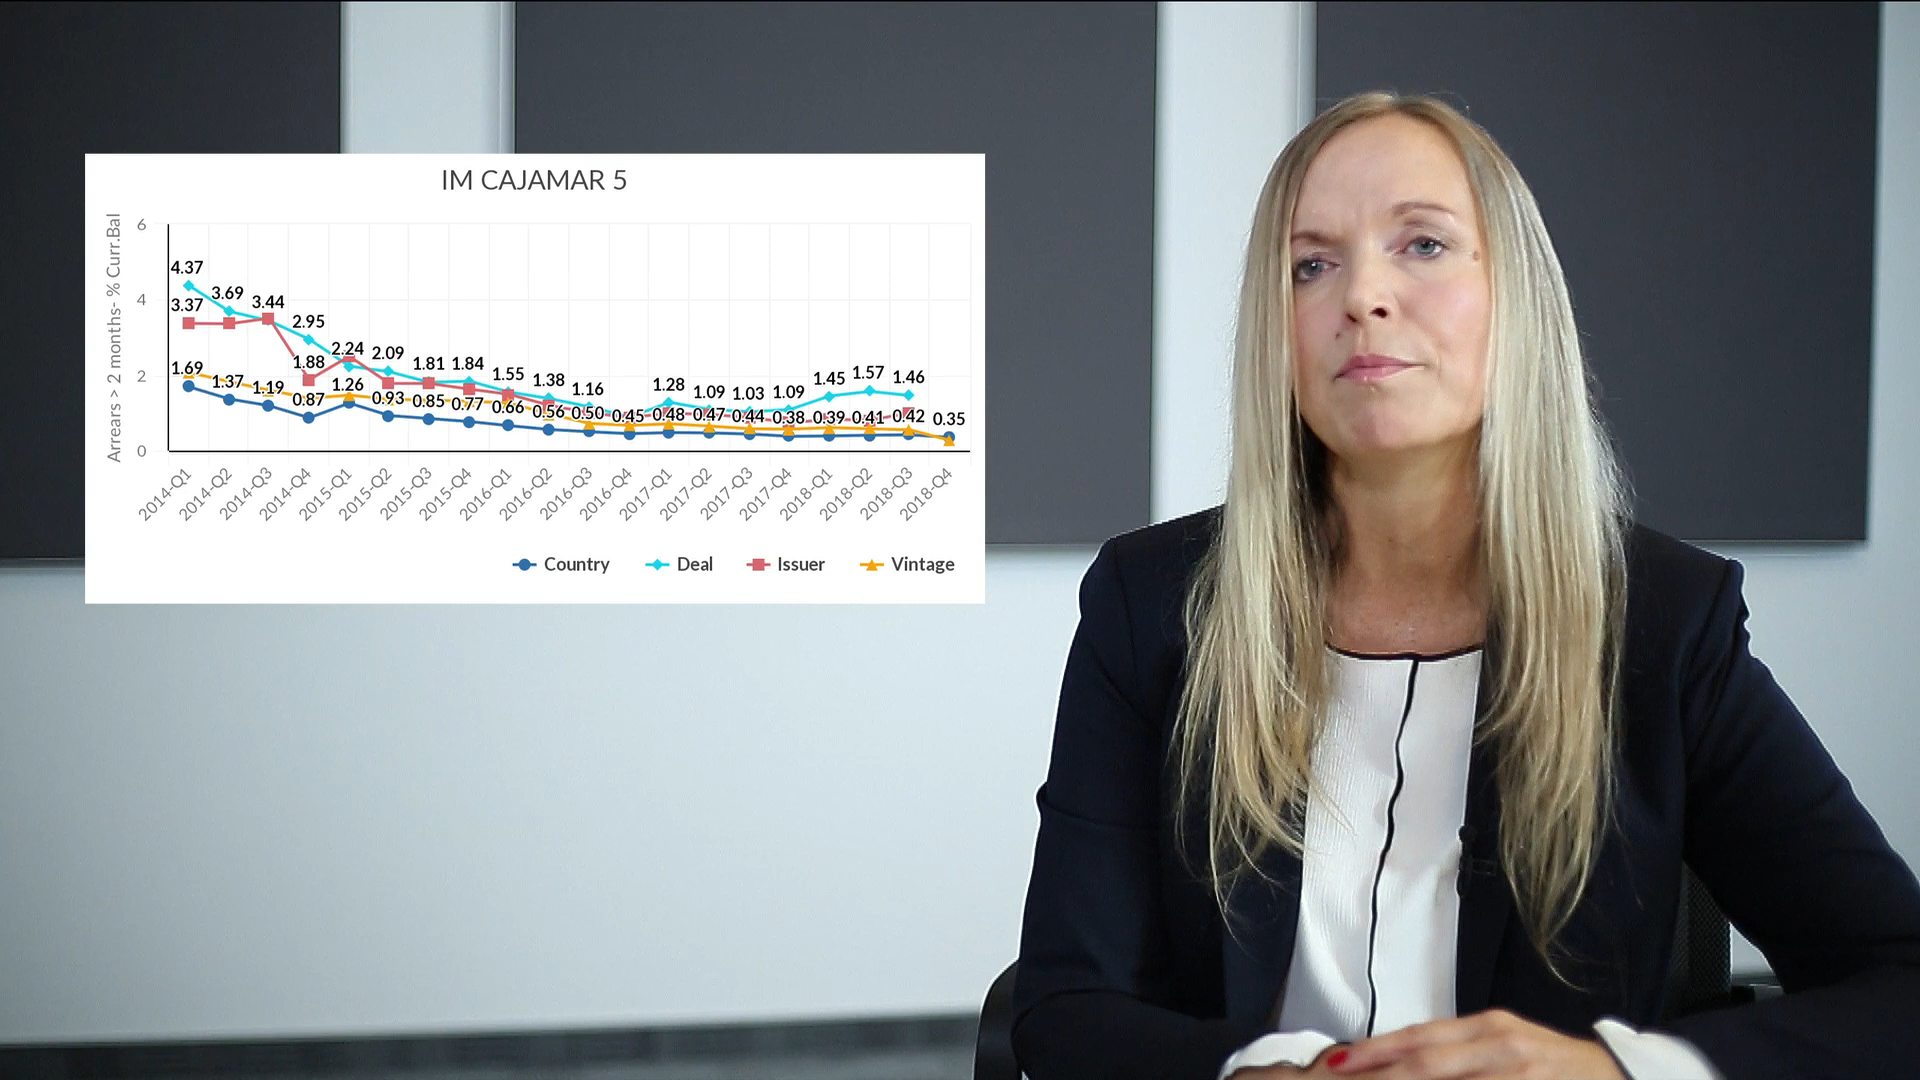 IM CAJAMAR 5
Arrears > 2 months- % Curr.Bal
6
4
2
0
4.37
3.69
3.44
2.95
2.24
2.09
1.81
1.84
1.55
1.38
1.16
1.28
1.09
1.03
1.09
1.45
1.57
1.46
3.37
1.88
1.69
1.37
1.19
0.87
1.26
0.93
0.85
0.77
0.66
0.56
0.50
0.45
0.48
0.47
0.44
0.38
0.39
0.41
0.42
0.35
2014-Q1
2014-Q2
2014-Q3
2014-Q4
2015-Q1
2015-Q2
2015-Q3
2015-Q4
2016-Q1
2016-Q2
2016-Q3
2016-Q4
2017-Q1
2017-Q2
2017-Q3
2017-Q4
2018-Q1
2018-Q2
2018-Q3
2018-Q4
Country Deal Issuer Vintage